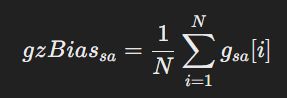 gzBias_{sa} = \frac{1}{N} \sum_{i=1}^{N} g_{sa}[i]